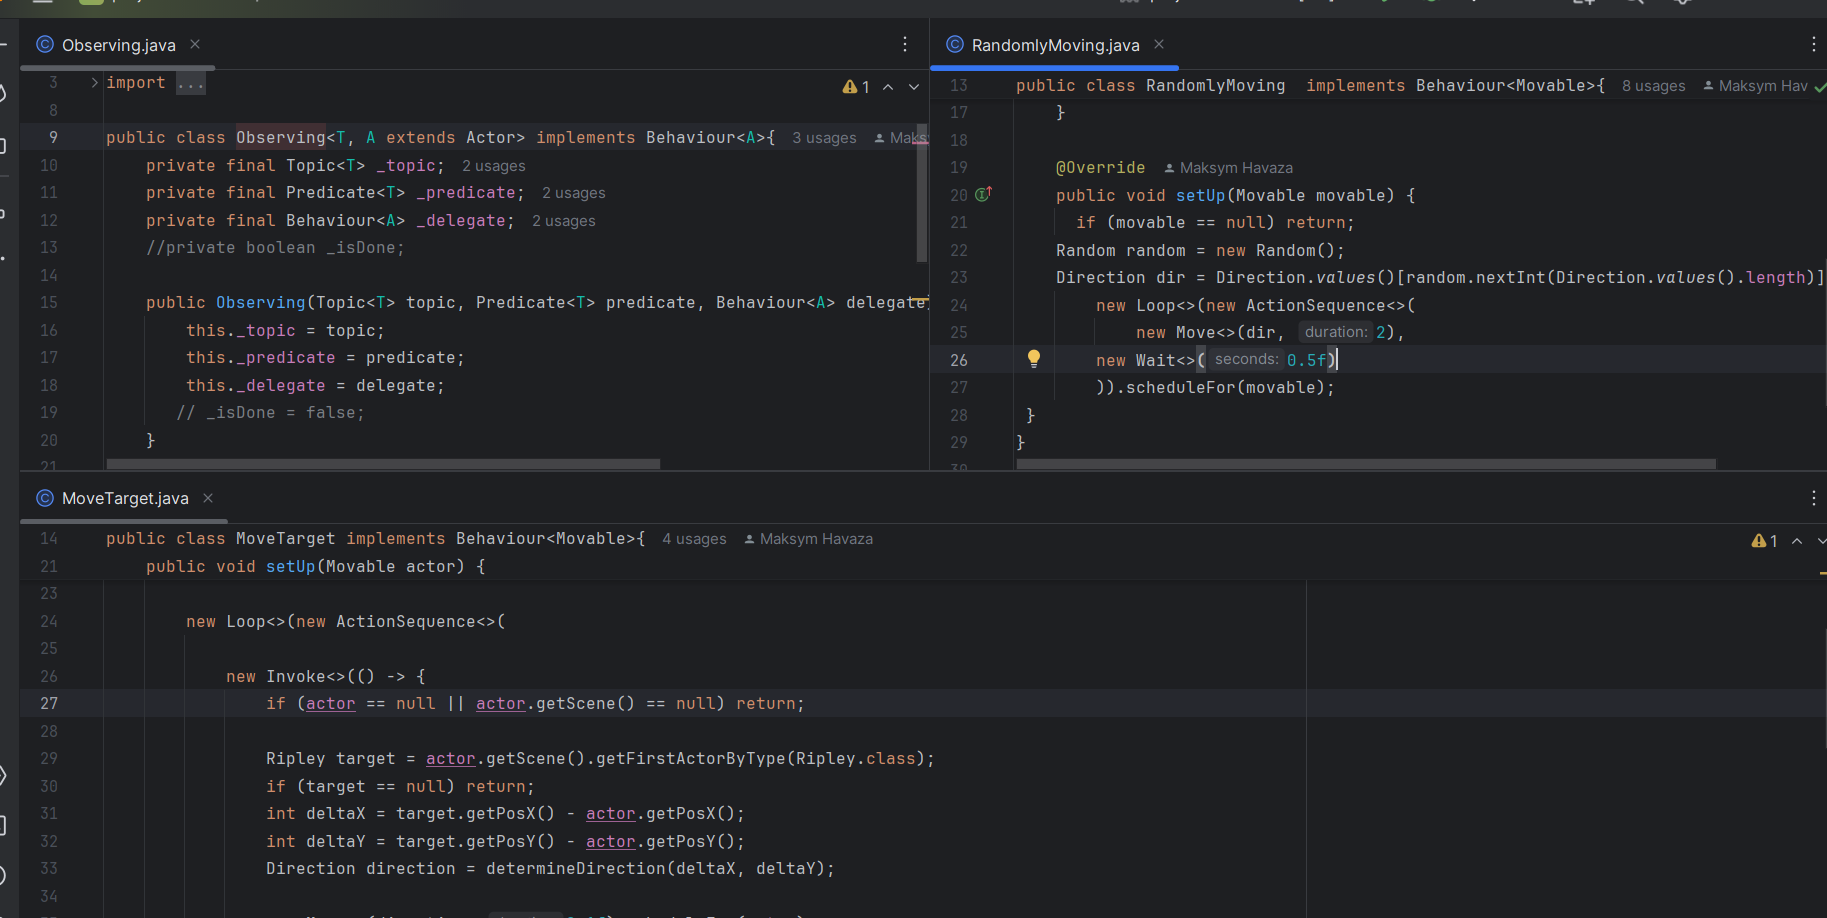 Observing.java
3 import ...
1
8
9 public class Observing<T, A extends Actor> implements Behaviour<A>{ 3 usages Maks
10 private final Topic<T> _topic; 2 usages
11 private final Predicate<T> _predicate; 2 usages
12 private final Behaviour<A> _delegate; 2 usages
13 //private boolean _isDone;
14
15 public Observing(Topic<T> topic, Predicate<T> predicate, Behaviour<A> delegate
16 this._topic = topic;
17 this._predicate = predicate;
18 this._delegate = delegate;
19 // _isDone = false;
20 }
21
RandomlyMoving.java
13 public class RandomlyMoving implements Behaviour<Movable>{ 8 usages Maksym Hav
17 }
18
19 @Override Maksym Havaza
20 public void setUp(Movable movable) {
21 if (movable == null) return;
22 Random random = new Random();
23 Direction dir = Direction.values()[random.nextInt(Direction.values().length)]
24 new Loop<>(new ActionSequence<>(
25 new Move<>(dir, duration: 2),
26 new Wait<>( seconds: 0.5f)
27 )).scheduleFor(movable);
28 }
29 }
30
MoveTarget.java
14 public class MoveTarget implements Behaviour<Movable>{ 4 usages Maksym Havaza
1
21 public void setUp(Movable actor) {
23
24 new Loop<>(new ActionSequence<>(
25
26 new Invoke<>(() -> {
27 if (actor == null || actor.getScene() == null) return;
28
29 Ripley target = actor.getScene().getFirstActorByType(Ripley.class);
30 if (target == null) return;
31 int deltaX = target.getPosX() - actor.getPosX();
32 int deltaY = target.getPosY() - actor.getPosY();
33 Direction direction = determineDirection(deltaX, deltaY);
34